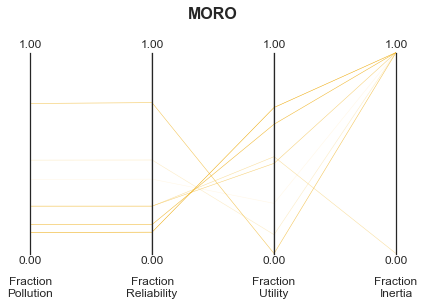 MORO
1.00 1.00 1.00 1.00
0.00 0.00 0.00 0.00
Fraction Fraction Fraction Fraction
Pollution Reliability Utility Inertia